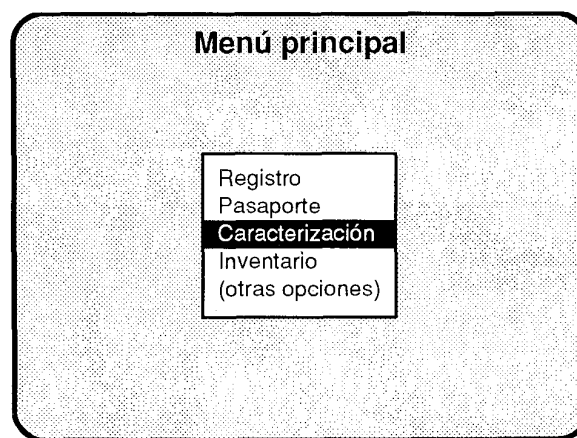 Menú principal
Registro
Pasaporte
Caracterización
Inventario
(otras opciones)